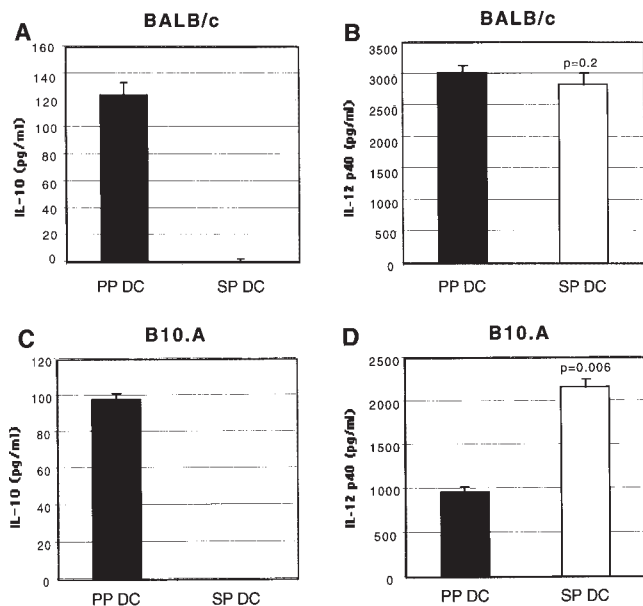 A
BALB/c
IL-10 (pg/ml)
160
140
120
100
80
60
40
20
0
PP DC SP DC
B
BALB/c
IL-12 p40 (pg/ml)
3500
3000
2500
2000
1500
1000
500
0
p=0.2
PP DC SP DC
C
B10.A
IL-10 (pg/ml)
120
100
80
60
40
20
0
PP DC SP DC
D
B10.A
IL-12 p40 (pg/ml)
2500
2000
1500
1000
500
0
p=0.006
PP DC SP DC